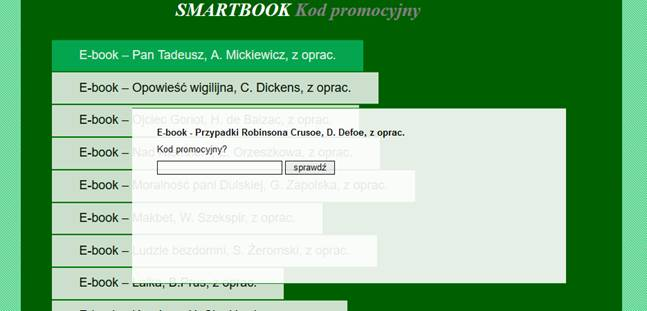 SMARTBOOK Kod promocyjny
E-book – Pan Tadeusz, A. Mickiewicz, z oprac.
E-book – Opowieść wigilijna, C. Dickens, z oprac.
E-book – Ojciec Goriot, H. de Balzac, z oprac.
E-book - Przypadki Robinsona Crusoe, D. Defoe, z oprac.
Kod promocyjny?
E-book – Nad Orzeszkowa, z oprac.
sprawdź
E-book – Moralność pani Dulskiej, G. Zapolska, z oprac.
E-book – Makbet, W. Szekspir, z oprac.
E-book – Ludzie bezdomni, S. Żeromski, z oprac.
E-book – Lalka, B.Prus, z oprac.